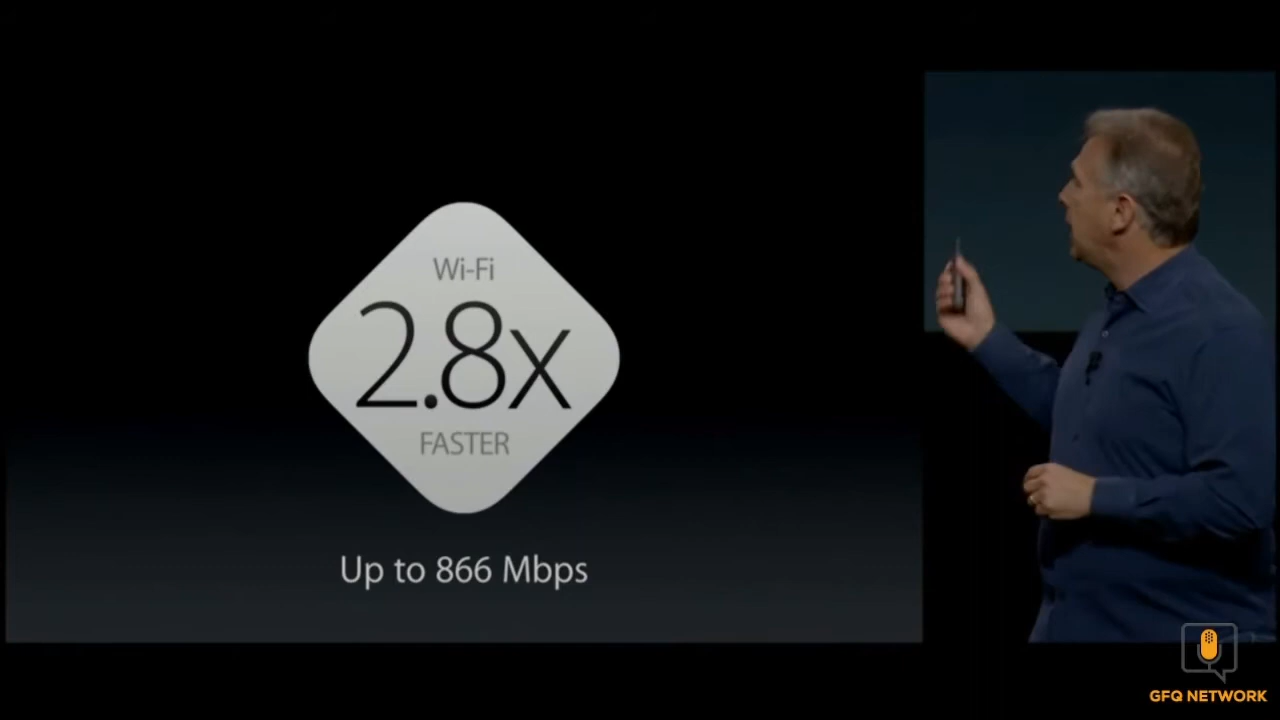 Wi-Fi
2.8x
FASTER
Up to 866 Mbps
GFQ NETWORK